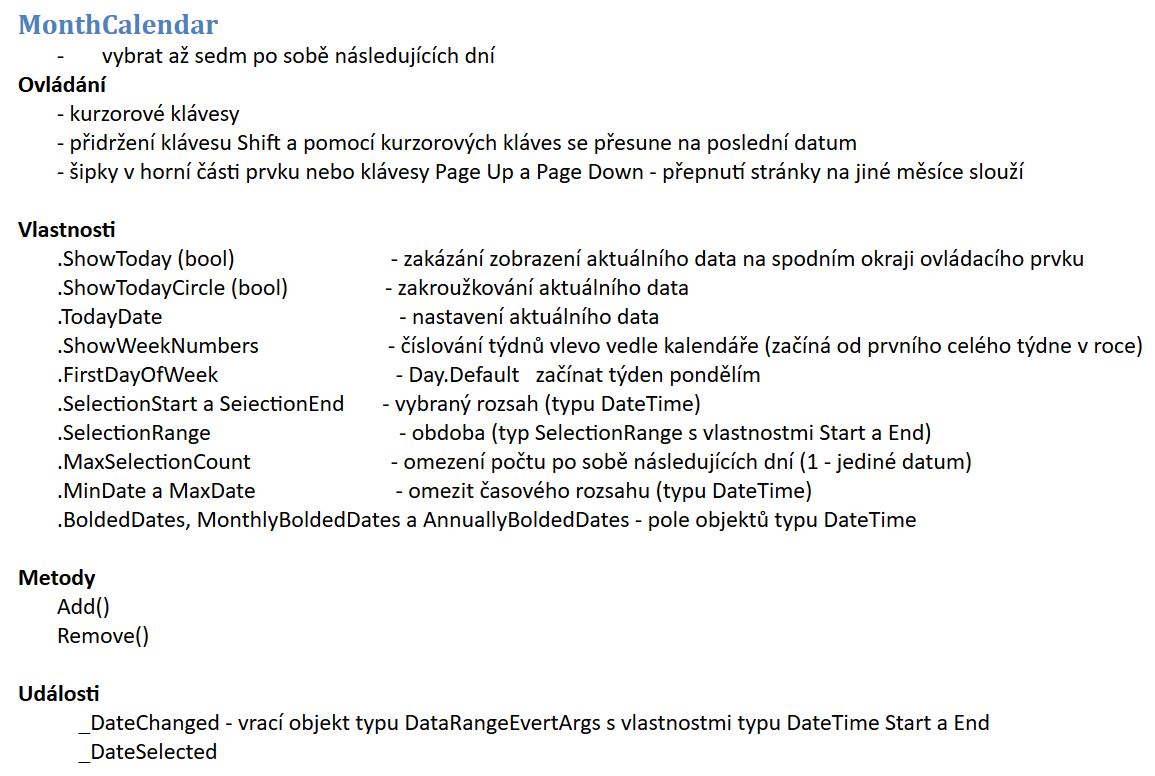 MonthCalendar
- vybrat až sedm po sobě následujících dní
Ovládání
- kurzorové klávesy
- přidržení klávesu Shift a pomocí kurzorových kláves se přesune na poslední datum
- šipky v horní části prvku nebo klávesy Page Up a Page Down - přepnutí stránky na jiné měsíce slouží
Vlastnosti
.ShowToday (bool) - zakázání zobrazení aktuálního data na spodním okraji ovládacího prvku
.ShowTodayCircle (bool) - zakroužkování aktuálního data
.TodayDate - nastavení aktuálního data
.ShowWeekNumbers - číslování týdnů vlevo vedle kalendáře (začíná od prvního celého týdne v roce)
.FirstDayOfWeek - Day.Default začínat týden pondělím
.SelectionStart a SeiectionEnd - vybraný rozsah (typu DateTime)
.SelectionRange - obdoba (typ SelectionRange s vlastnostmi Start a End)
.MaxSelectionCount - omezení počtu po sobě následujících dní (1 - jediné datum)
.MinDate a MaxDate - omezit časového rozsahu (typu DateTime)
.BoldedDates, MonthlyBoldedDates a AnnuallyBoldedDates - pole objektů typu DateTime
Metody
Add()
Remove()
Události
_DateChanged - vrací objekt typu DataRangeEvertArgs s vlastnostmi typu DateTime Start a End
_DateSelected